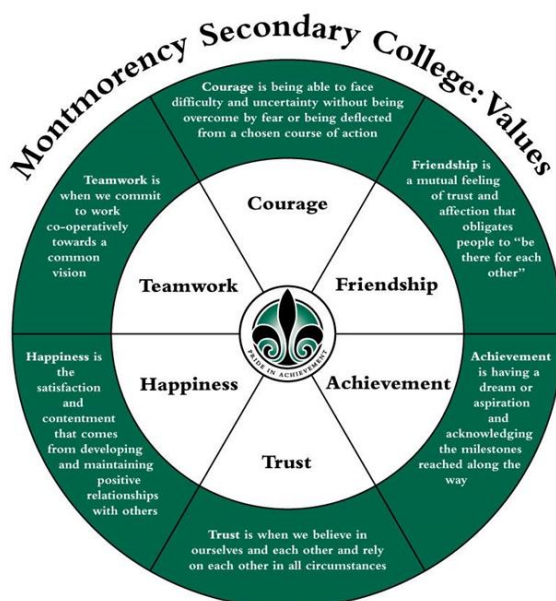 Montmorency Secondary College: Values
Courage is being able to face
difficulty and uncertainty without being
overcome by fear or being deflected
from a chosen course of action
Friendship is
a mutual feeling
of trust and
affection that
obligates
people to “be
there for each
other”
Achievement
is having a
dream or
aspiration
and
acknowledging
the milestones
reached along the
way
Trust is when we believe in
ourselves and each other and rely
on each other in all circumstances
Happiness is
the
satisfaction
and
contentment
that comes
from developing
and maintaining
positive
relationships
with others
Teamwork is
when we commit
to work
co-operatively
towards a
common
vision
Courage
Friendship
Achievement
Trust
Happiness
Teamwork
PRIDE IN ACHIEVEMENT